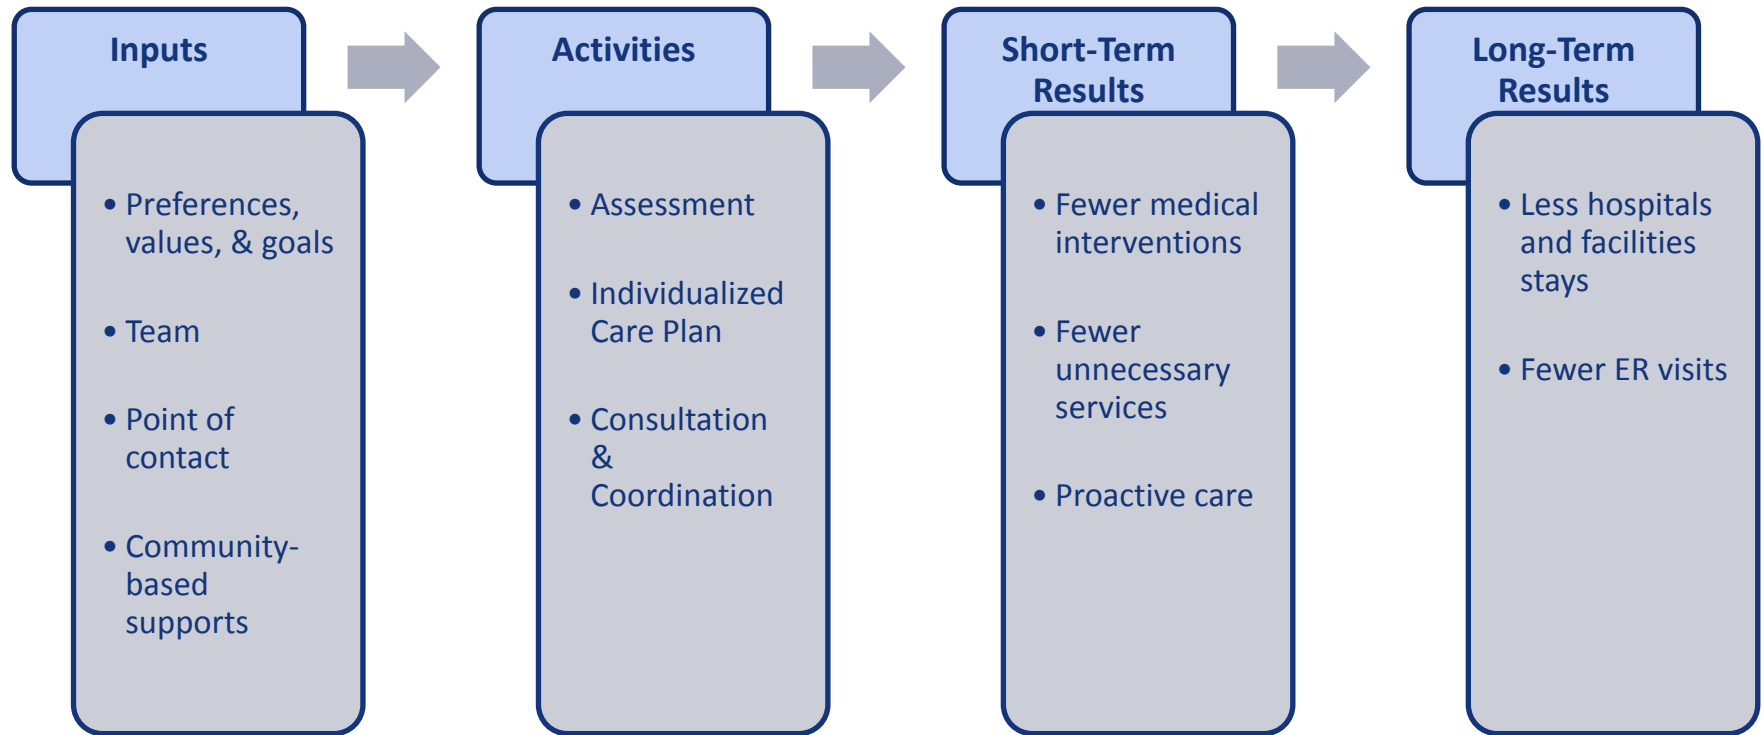 Inputs
• Preferences,
values, & goals
• Team
• Point of
contact
• Community-
based
supports
Activities
• Assessment
• Individualized
Care Plan
• Consultation
&
Coordination
Short-Term
Results
• Fewer medical
interventions
• Fewer
unnecessary
services
• Proactive care
Long-Term
Results
• Less hospitals
and facilities
stays
• Fewer ER visits